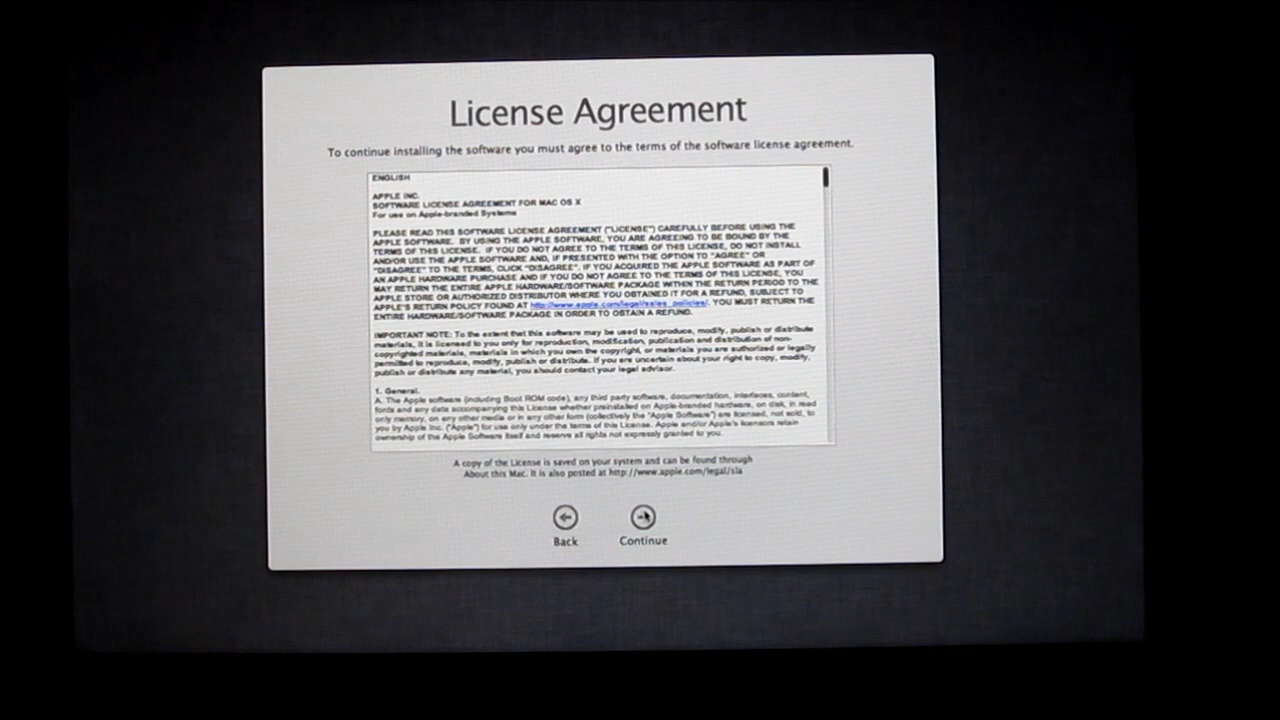 License Agreement
To continue installing the software you must agree to the terms of the software license agreement.
ENGLISH
APPLE INC.
SOFTWARE LICENSE AGREEMENT FOR MAC OS X
For use on Apple-branded Systems
PLEASE READ THIS SOFTWARE LICENSE AGREEMENT ("LICENSE") CAREFULLY BEFORE USING THE
APPLE SOFTWARE. BY USING THE APPLE SOFTWARE, YOU ARE AGREEING TO BE BOUND BY THE
TERMS OF THIS LICENSE. IF YOU DO NOT AGREE TO THE TERMS OF THIS LICENSE, DO NOT INSTALL
AND/OR USE THE APPLE SOFTWARE AND, IF PRESENTED WITH THE OPTION TO "AGREE" OR
"DISAGREE" TO THE TERMS, CLICK "DISAGREE". IF YOU ACQUIRED THE APPLE SOFTWARE AS PART OF
AN APPLE HARDWARE PURCHASE AND IF YOU DO NOT AGREE TO THE TERMS OF THIS LICENSE, YOU
MAY RETURN THE ENTIRE APPLE HARDWARE/SOFTWARE PACKAGE WITHIN THE RETURN PERIOD TO THE
APPLE STORE OR AUTHORIZED DISTRIBUTOR WHERE YOU OBTAINED IT FOR A REFUND, SUBJECT TO
APPLE'S RETURN POLICY FOUND AT http://www.apple.com/legal/sales_policies/. YOU MUST RETURN THE
ENTIRE HARDWARE/SOFTWARE PACKAGE IN ORDER TO OBTAIN A REFUND.
IMPORTANT NOTE: To the extent that this software may be used to reproduce, modify, publish or distribute
materials, it is licensed to you only for reproduction, modification, publication and distribution of non-
copyrighted materials, materials in which you own the copyright, or materials you are authorized or legally
permitted to reproduce, modify, publish or distribute. If you are uncertain about your right to copy, modify,
publish or distribute any material, you should contact your legal advisor.
1. General.
A. The Apple software (including Boot ROM code), any third party software, documentation, interfaces, content,
fonts and any data accompanying this License whether preinstalled on Apple-branded hardware, on disk, in read
only memory, on any other media or in any other form (collectively the "Apple Software") are licensed, not sold, to
you by Apple Inc. ("Apple") for use only under the terms of this License. Apple and/or Apple's licensors retain
ownership of the Apple Software itself and reserve all rights not expressly granted to you.
A copy of the License is saved on your system and can be found through
About this Mac. It is also posted at http://www.apple.com/legal/sla
Back
Continue